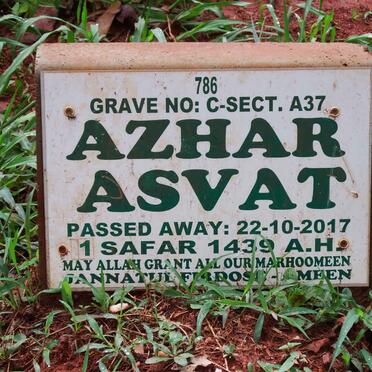 786
GRAVE NO: C-SECT. A37
AZHAR
ASVAT
PASSED AWAY: 22-10-2017
1 SAFAR 1439 A.H.
MAY ALLAH GRANT ALL OUR MARHOOMEEN
JANNATUL FIRDOSE